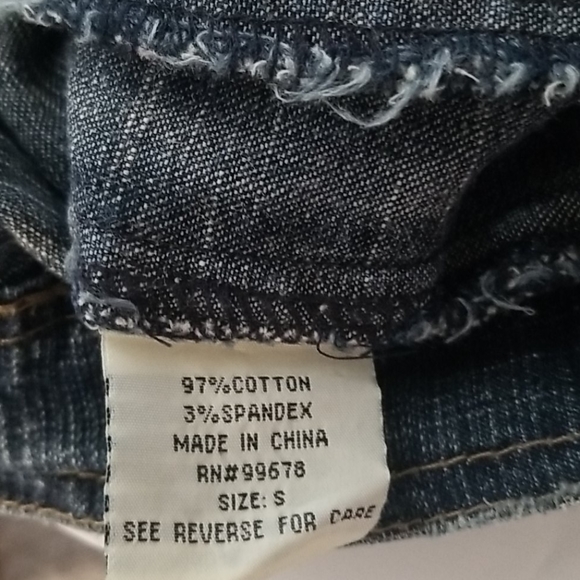 97%COTTON
3%SPANDEX
MADE IN CHINA
RN#99678
SIZE: S
SEE REVERSE FOR CARE